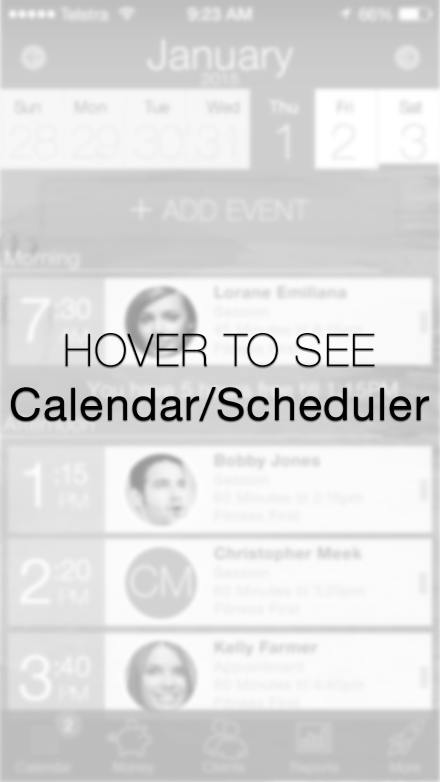 Telstra 9:23 AM 66%
January
2015
Sun Mon Tue Wed Thu Fri Sat
28 29 30 31 1 2 3
+ ADD EVENT
Morning
7:30 Lorane Emiliana
Session
HOVER TO SEE
Calendar/Scheduler
1:15 PM Bobby Jones
Session
60 Minutes til 2:15pm
Fitness First
2:20 PM CM Christopher Meek
Session
60 Minutes til 3:20pm
Fitness First
3:40 PM Kelly Farmer
Appointment
60 Minutes til 4:40pm
Fitness First
2
Calendar Money Clients Reports More